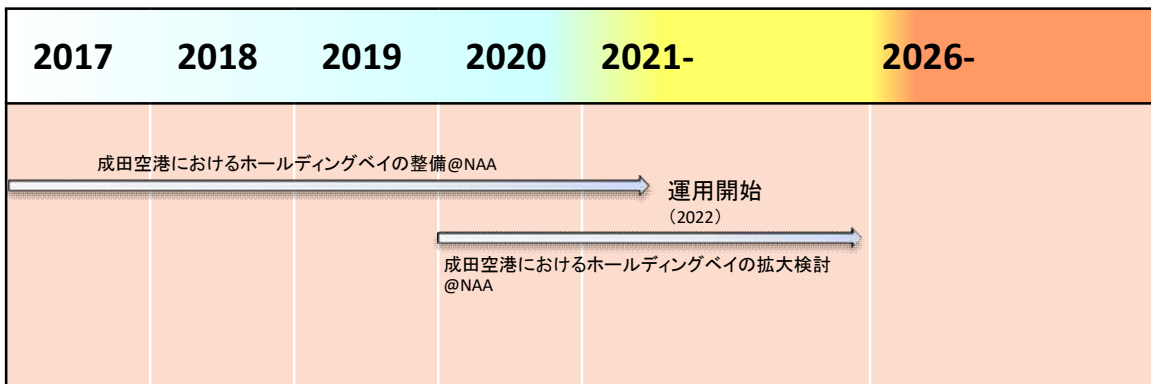 2017 2018 2019 2020 2021- 2026-
成田空港におけるホールディングベイの整備@NAA
運用開始
（2022）
成田空港におけるホールディングベイの拡大検討
@NAA